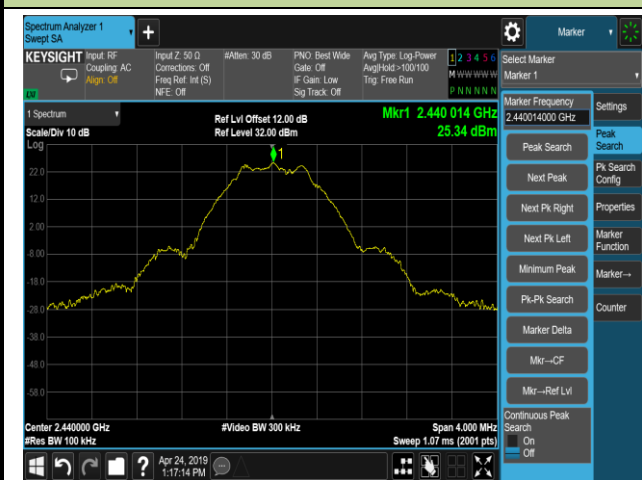 Spectrum Analyzer 1
Swept SA
+
Marker
KEYSIGHT
Input: RF
Coupling: AC
Align: Off
Input Z: 50 Ω
Corrections: Off
Freq Ref: Int (S)
NFE: Off
#Atten: 30 dB
PNO: Best Wide
Gate: Off
IF Gain: Low
Sig Track: Off
Avg Type: Log-Power
Avg|Hold:>100/100
Trig: Free Run
1 2 3 4 5 6
M W W W W W
P N N N N N
LXI
Select Marker
Marker 1
1 Spectrum
Scale/Div 10 dB
Log
Ref Lvl Offset 12.00 dB
Ref Level 32.00 dBm
Mkr1 2.440 014 GHz
25.34 dBm
1
22.0
12.0
2.00
-8.00
-18.0
-28.0
-38.0
-48.0
-58.0
Center 2.440000 GHz
#Res BW 100 kHz
#Video BW 300 kHz
Span 4.000 MHz
Sweep 1.07 ms (2001 pts)
Marker Frequency
2.440014000 GHz
Peak Search
Next Peak
Next Pk Right
Next Pk Left
Minimum Peak
Pk-Pk Search
Marker Delta
Mkr→CF
Mkr→Ref Lvl
Continuous Peak
Search
On
Off
Settings
Peak
Search
Pk Search
Config
Properties
Marker
Function
Marker→
Counter
?
Apr 24, 2019
1:17:14 PM